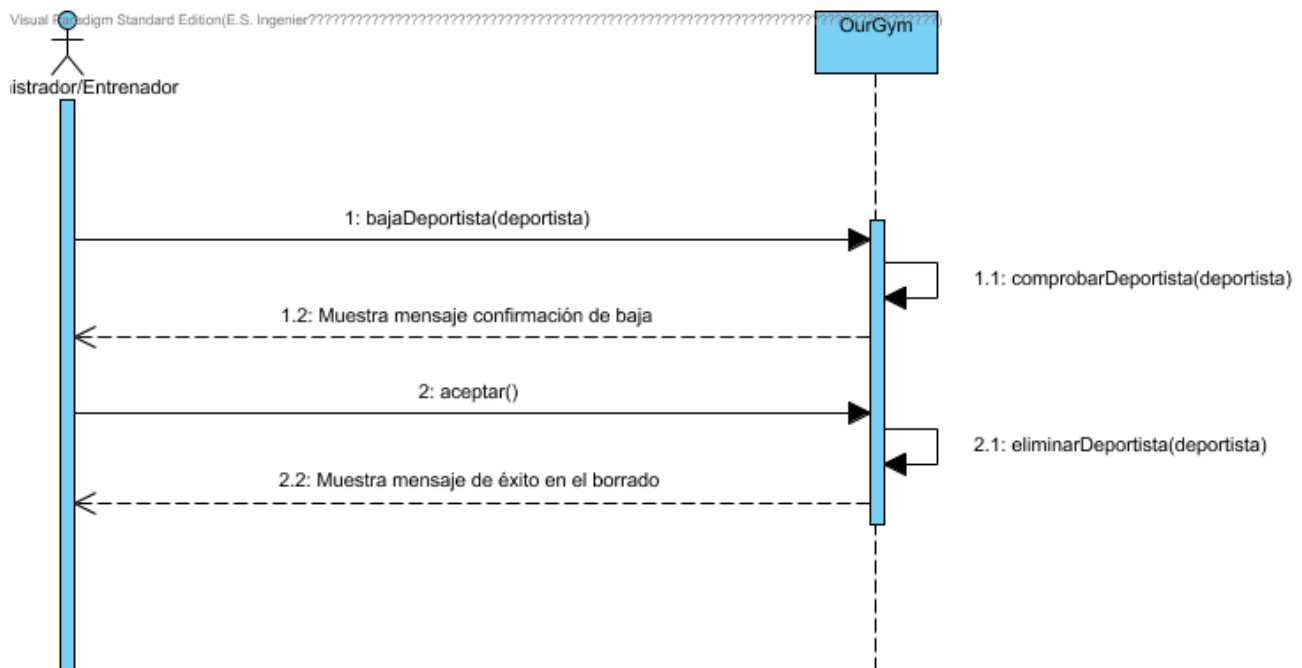 Visual Paradigm Standard Edition(E.S. Ingenier????????????????????????????????????????????????????????????????????????????????)
OurGym
istrador/Entrenador
1: bajaDeportista(deportista)
1.1: comprobarDeportista(deportista)
1.2: Muestra mensaje confirmación de baja
2: aceptar()
2.1: eliminarDeportista(deportista)
2.2: Muestra mensaje de éxito en el borrado